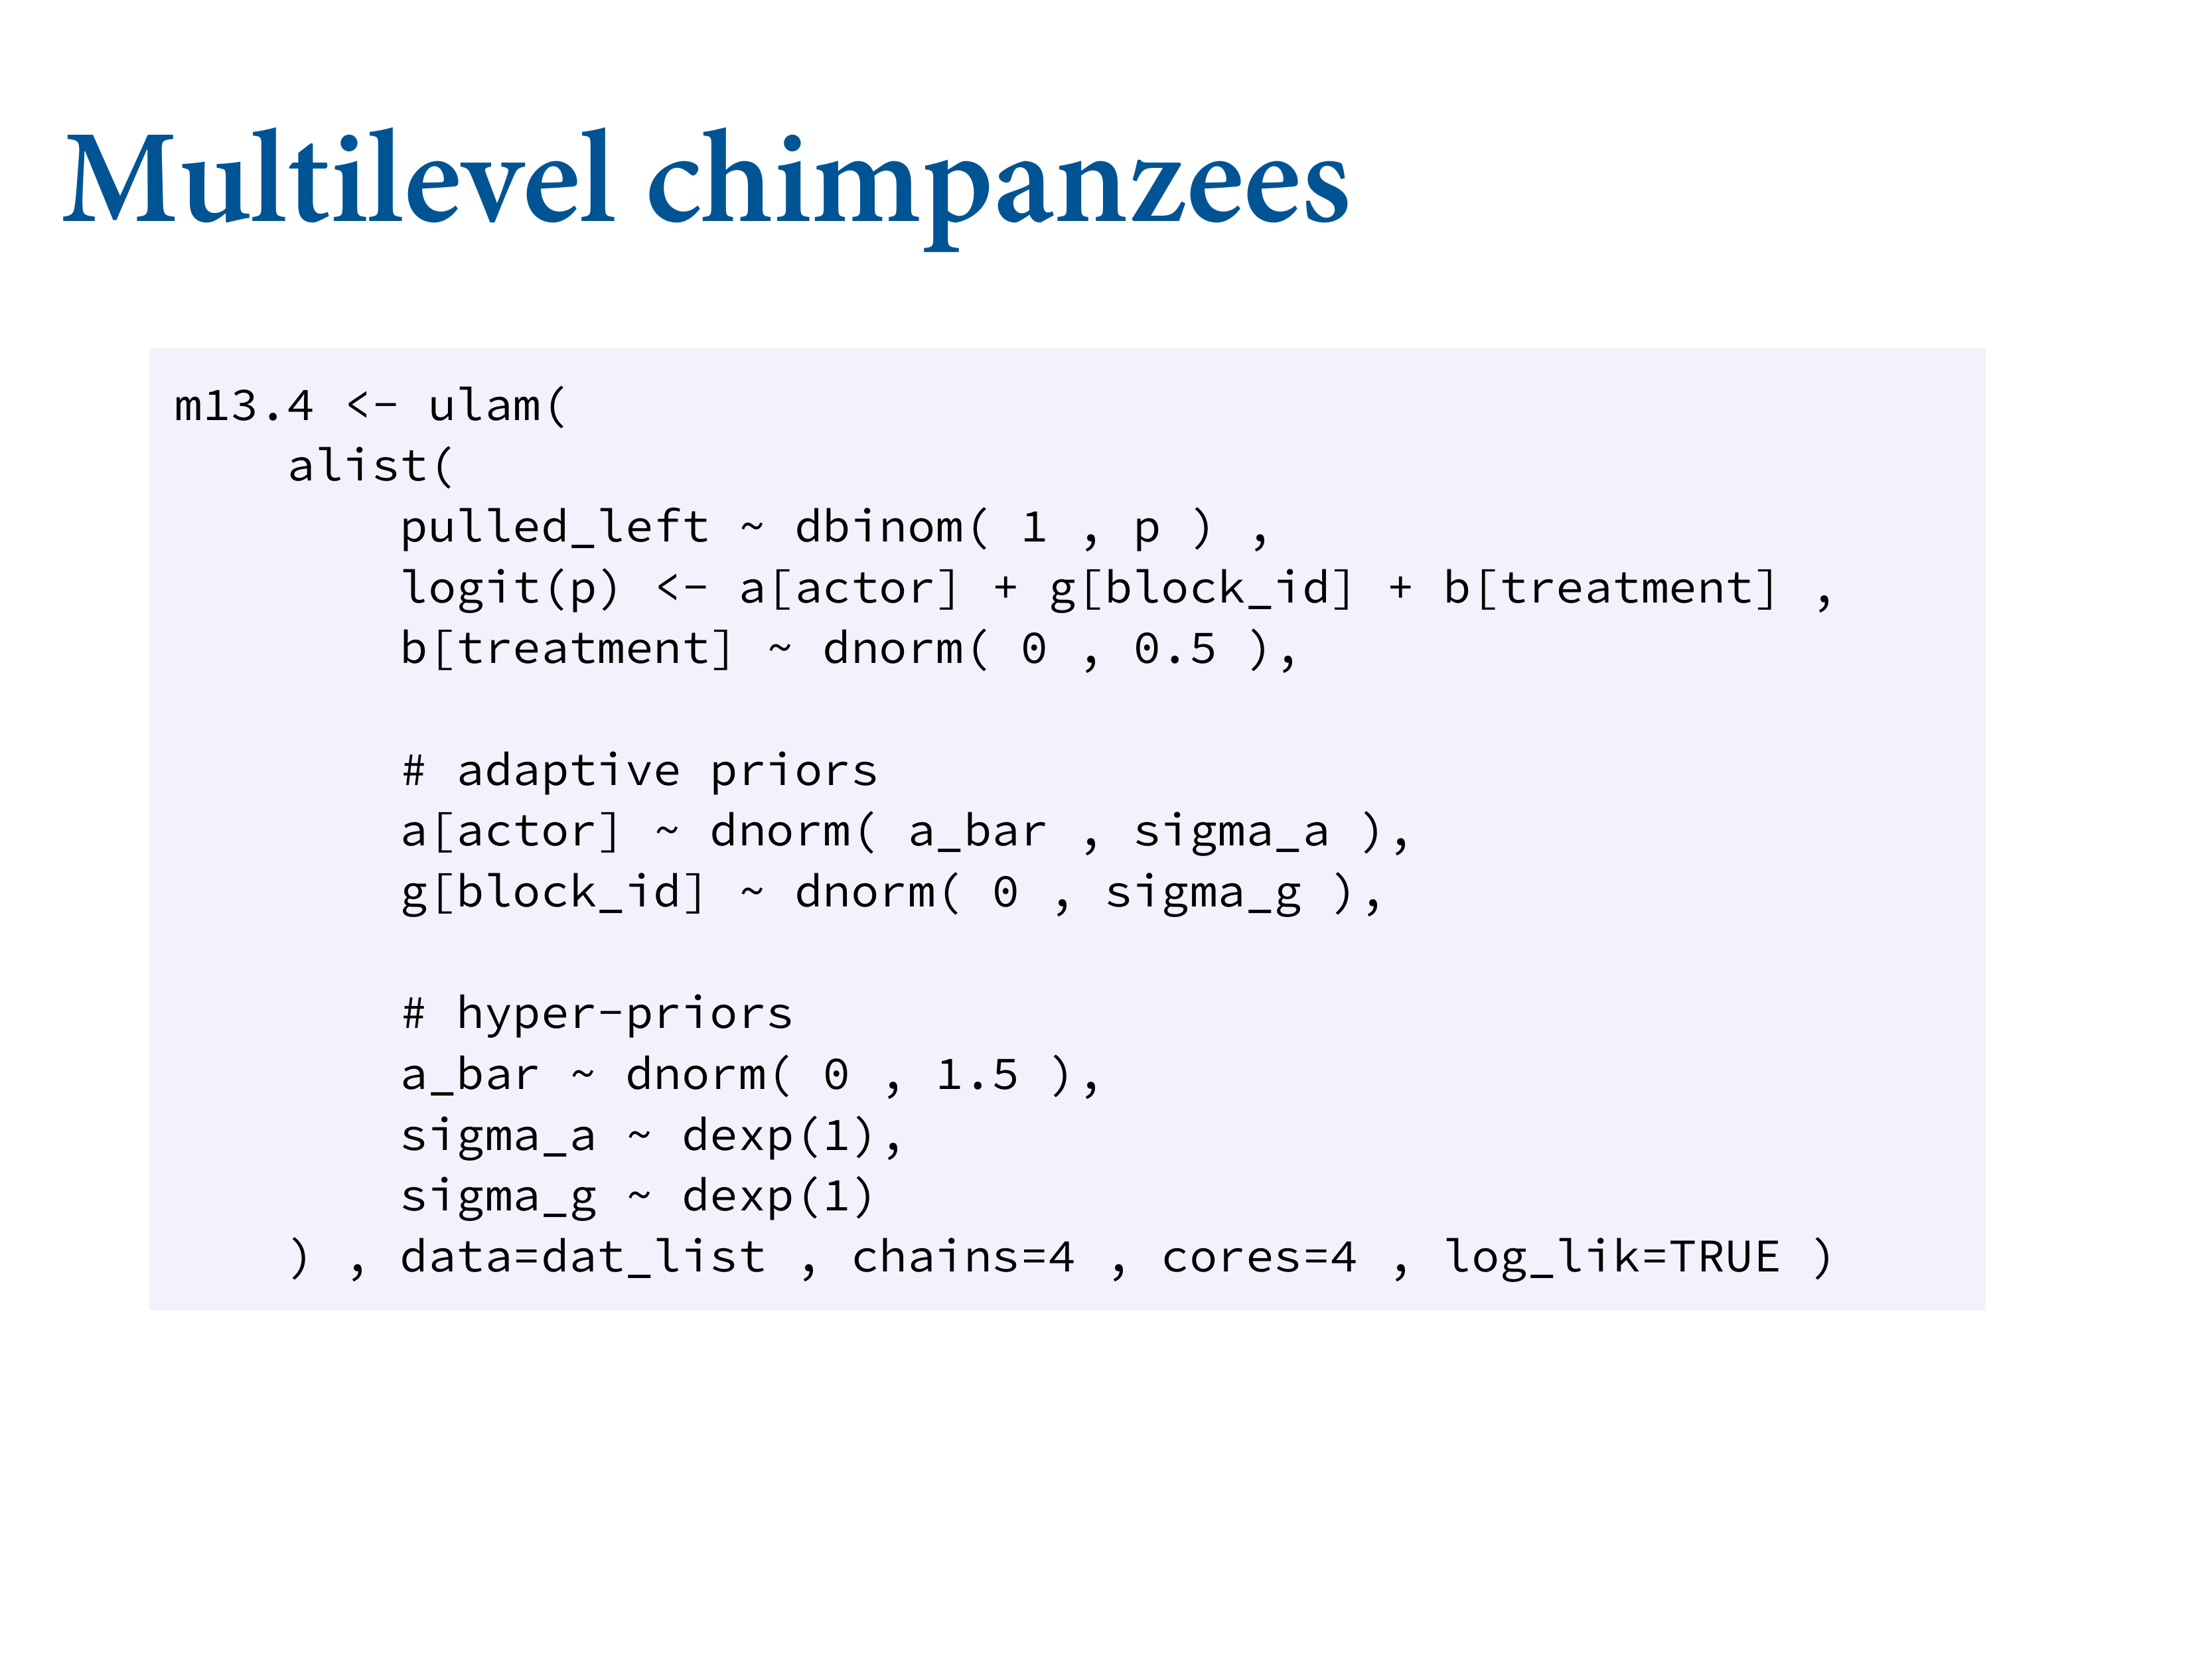 Multilevel chimpanzees
m13.4 <- ulam(
    alist(
        pulled_left ~ dbinom( 1 , p ) ,
        logit(p) <- a[actor] + g[block_id] + b[treatment] ,
        b[treatment] ~ dnorm( 0 , 0.5 ),

        # adaptive priors
        a[actor] ~ dnorm( a_bar , sigma_a ),
        g[block_id] ~ dnorm( 0 , sigma_g ),

        # hyper-priors
        a_bar ~ dnorm( 0 , 1.5 ),
        sigma_a ~ dexp(1),
        sigma_g ~ dexp(1)
    ) , data=dat_list , chains=4 , cores=4 , log_lik=TRUE )